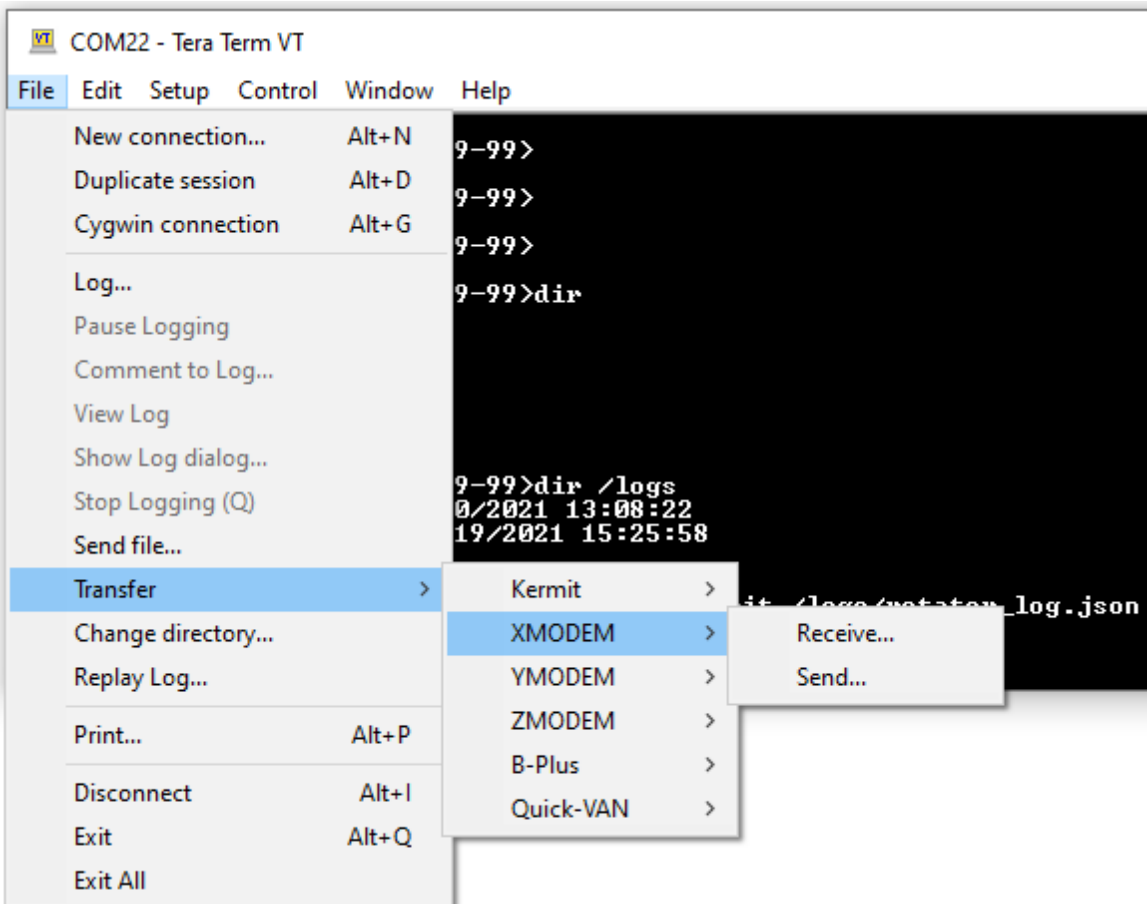 COM22 - Tera Term VT
File Edit Setup Control Window Help
New connection... Alt+N
Duplicate session Alt+D
Cygwin connection Alt+G
Log...
Pause Logging
Comment to Log...
View Log
Show Log dialog...
Stop Logging (Q)
Send file...
Transfer >
Change directory...
Replay Log...
Print... Alt+P
Disconnect Alt+I
Exit Alt+Q
Exit All
Kermit >
XMODEM >
YMODEM >
ZMODEM >
B-Plus >
Quick-VAN >
Receive...
Send...
9-99>
9-99>
9-99>
9-99>dir
9-99>dir /logs
0/2021 13:08:22
19/2021 15:25:58
it /logs/rotator_log.json